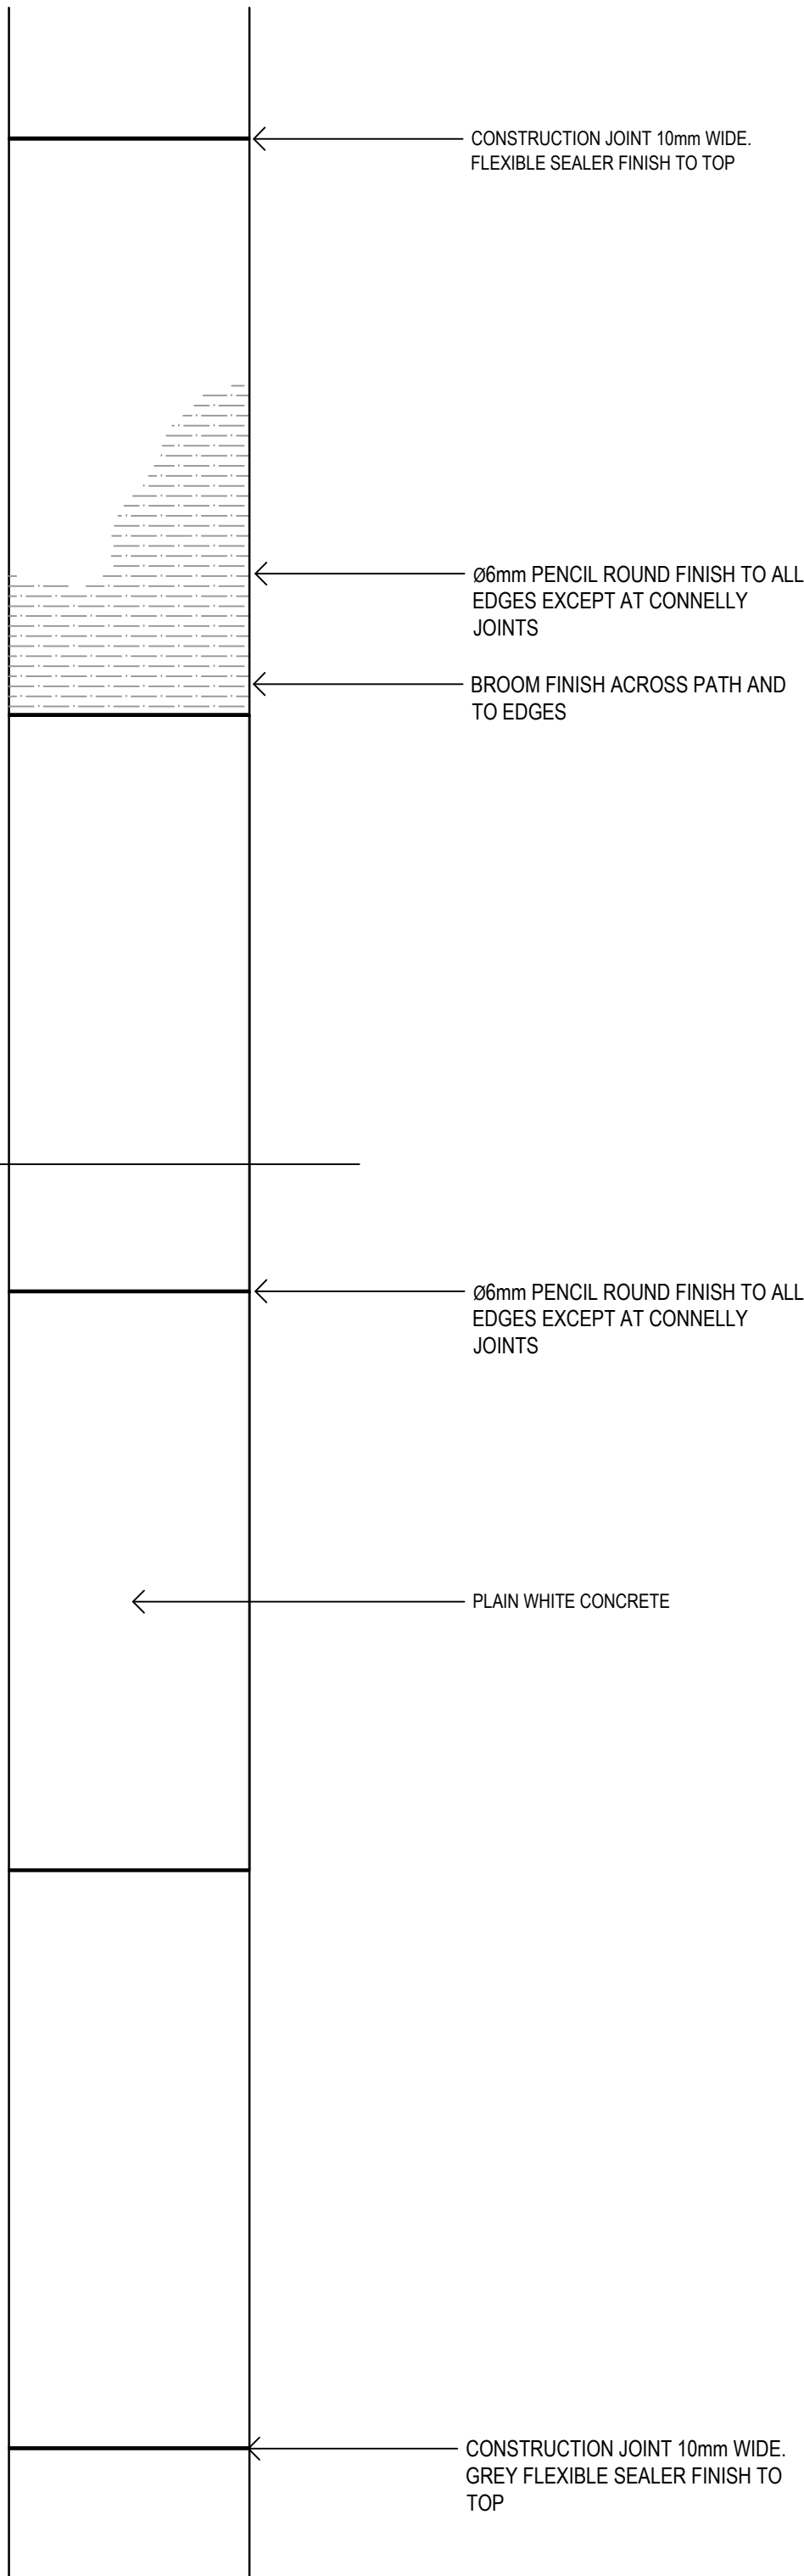 CONSTRUCTION JOINT 10mm WIDE.
FLEXIBLE SEALER FINISH TO TOP
Ø6mm PENCIL ROUND FINISH TO ALL
EDGES EXCEPT AT CONNELLY
JOINTS
BROOM FINISH ACROSS PATH AND
TO EDGES
Ø6mm PENCIL ROUND FINISH TO ALL
EDGES EXCEPT AT CONNELLY
JOINTS
PLAIN WHITE CONCRETE
CONSTRUCTION JOINT 10mm WIDE.
GREY FLEXIBLE SEALER FINISH TO
TOP